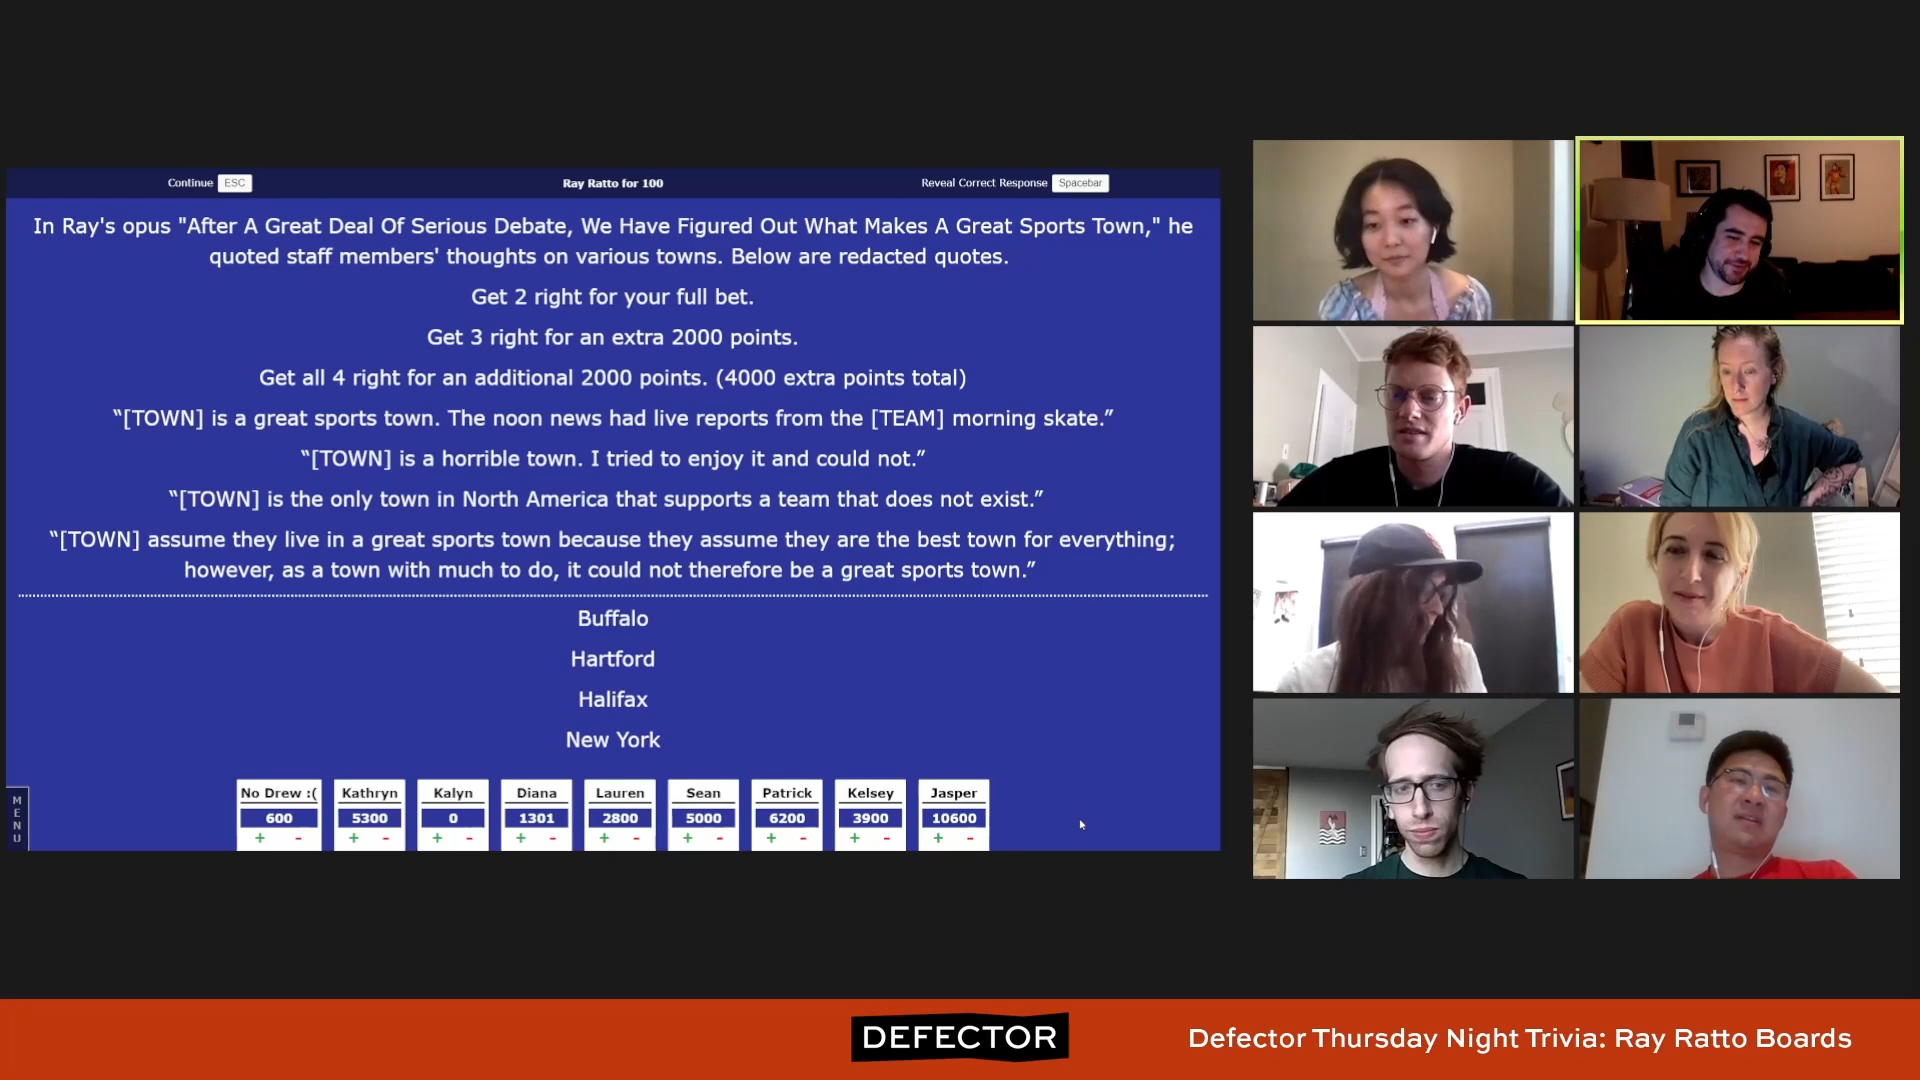 Continue ESC
Ray Ratto for 100
Reveal Correct Response Spacebar
In Ray's opus "After A Great Deal Of Serious Debate, We Have Figured Out What Makes A Great Sports Town," he
quoted staff members' thoughts on various towns. Below are redacted quotes.
Get 2 right for your full bet.
Get 3 right for an extra 2000 points.
Get all 4 right for an additional 2000 points. (4000 extra points total)
“[TOWN] is a great sports town. The noon news had live reports from the [TEAM] morning skate.”
“[TOWN] is a horrible town. I tried to enjoy it and could not.”
“[TOWN] is the only town in North America that supports a team that does not exist.”
“[TOWN] assume they live in a great sports town because they assume they are the best town for everything;
however, as a town with much to do, it could not therefore be a great sports town.”
Buffalo
Hartford
Halifax
New York
MENU
No Drew :( Kathryn Kalyn Diana Lauren Sean Patrick Kelsey Jasper
600 5300 0 1301 2800 5000 6200 3900 10600
+ - + - + - + - + - + - + - + - + -
DEFECTOR
Defector Thursday Night Trivia: Ray Ratto Boards